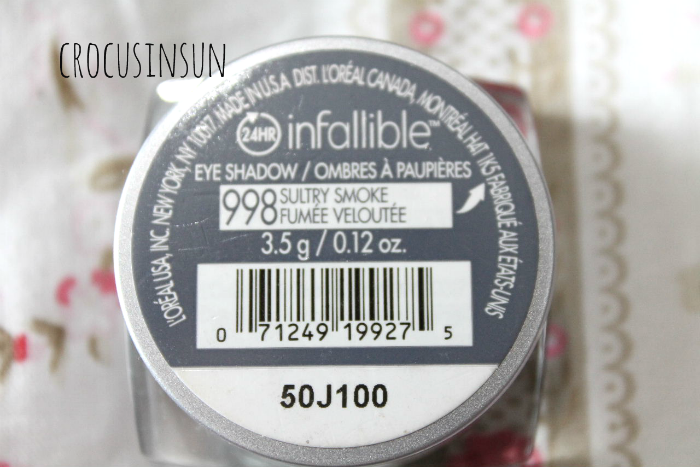 CROCUSINSUN
L'ORÉAL USA, INC. NEW YORK, NY 10017. MADE IN U.S.A. DIST. L'ORÉAL CANADA, MONTRÉAL H4T 1K5 FABRIQUÉ AUX ÉTATS-UNIS
24HR infallible™
EYE SHADOW / OMBRES À PAUPIÈRES
998 SULTRY SMOKE
FUMÉE VELOUTÉE
3.5 g / 0.12 oz.
0 71249 19927 5
50J100